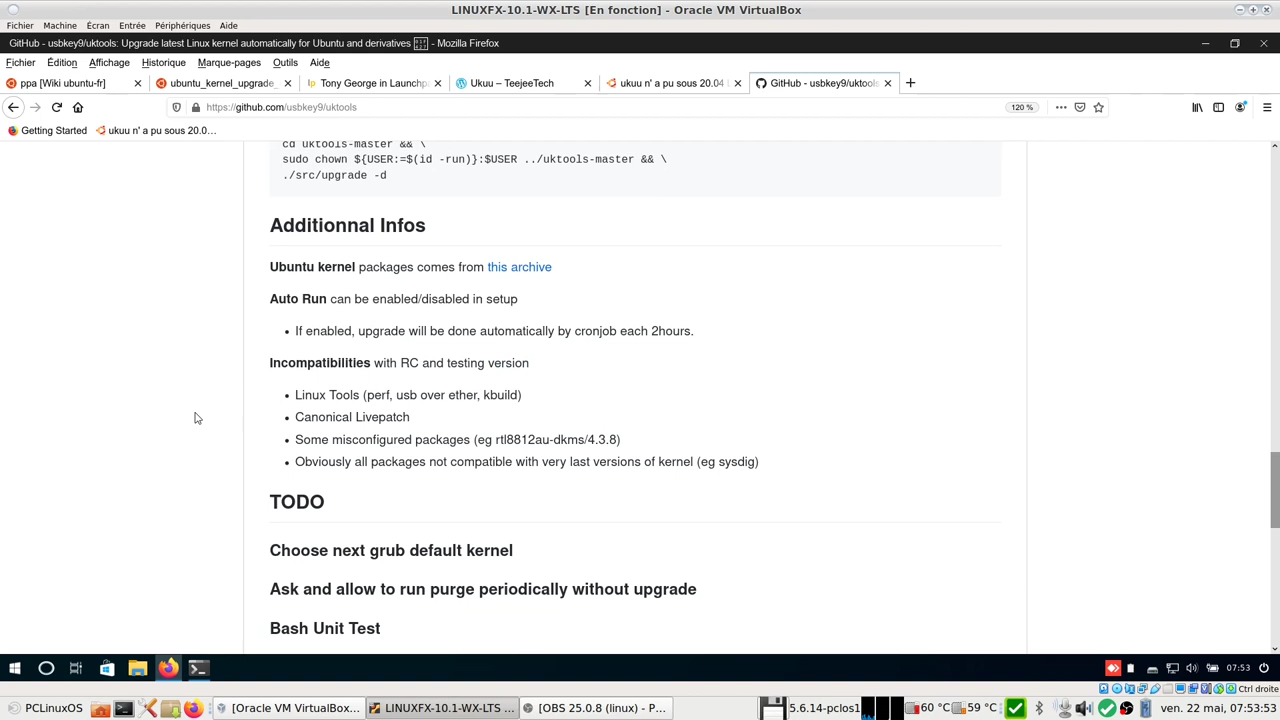 LINUXFX-10.1-WX-LTS [En fonction] - Oracle VM VirtualBox
Fichier Machine Écran Entrée Périphériques Aide
GitHub - usbkey9/uktools: Upgrade latest Linux kernel automatically for Ubuntu and derivatives - Mozilla Firefox
Fichier Édition Affichage Historique Marque-pages Outils Aide
ppa [Wiki ubuntu-fr] ubuntu_kernel_upgrade_ Tony George in Launchpa Ukuu – TeejeeTech ukuu n' a pu sous 20.04 GitHub - usbkey9/uktools
https://github.com/usbkey9/uktools 120 %
Getting Started ukuu n' a pu sous 20.0…
cd uktools-master && \
sudo chown ${USER:=$(id -run)}:$USER ../uktools-master && \
./src/upgrade -d
Additionnal Infos
Ubuntu kernel packages comes from this archive
Auto Run can be enabled/disabled in setup
• If enabled, upgrade will be done automatically by cronjob each 2hours.
Incompatibilities with RC and testing version
• Linux Tools (perf, usb over ether, kbuild)
• Canonical Livepatch
• Some misconfigured packages (eg rtl8812au-dkms/4.3.8)
• Obviously all packages not compatible with very last versions of kernel (eg sysdig)
TODO
Choose next grub default kernel
Ask and allow to run purge periodically without upgrade
Bash Unit Test
07:53
Ctrl droite
PCLinuxOS [Oracle VM VirtualBox... LINUXFX-10.1-WX-LTS ... [OBS 25.0.8 (linux) - P... 5.6.14-pclos1 60 °C 59 °C ven. 22 mai, 07:53:53